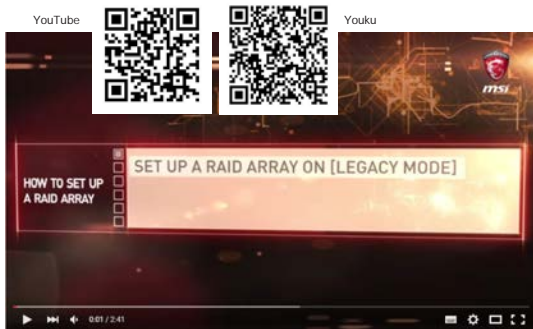 YouTube
Youku
msi
SET UP A RAID ARRAY ON [LEGACY MODE]
HOW TO SET UP
A RAID ARRAY
0:01 / 2:41